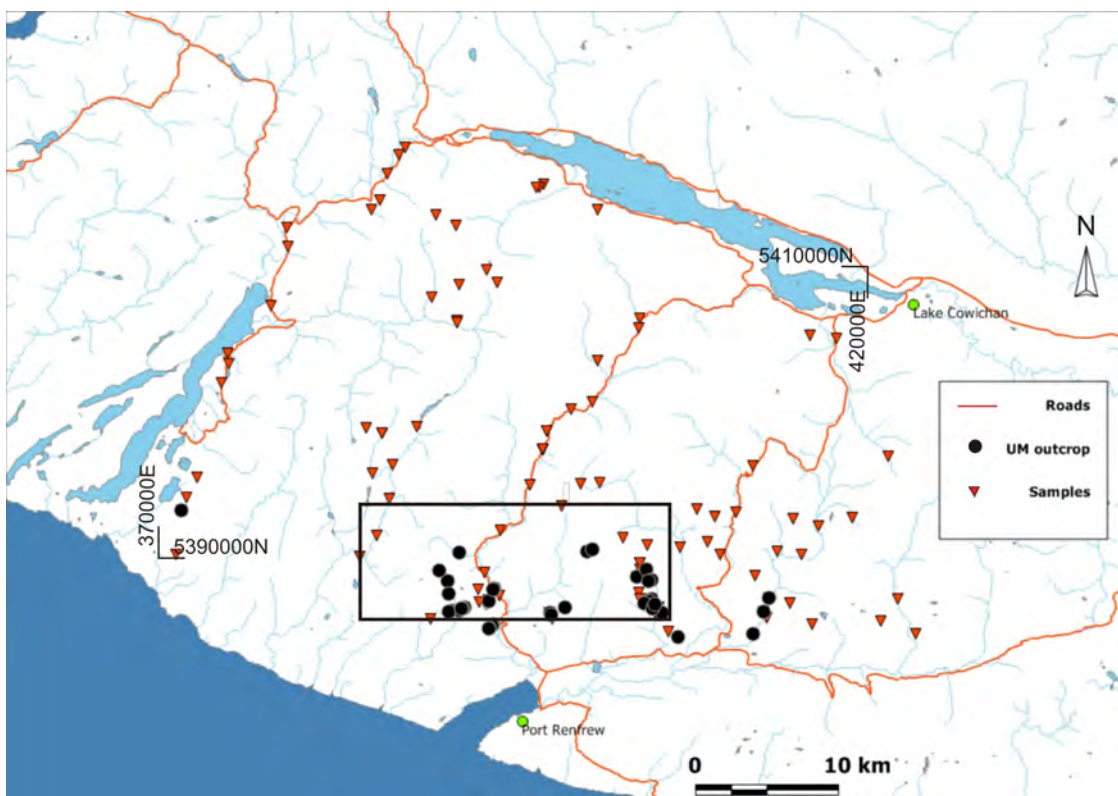 N
5410000N
420000E
Lake Cowichan
Roads
UM outcrop
Samples
370000E
5390000N
Port Renfrew
0 10 km